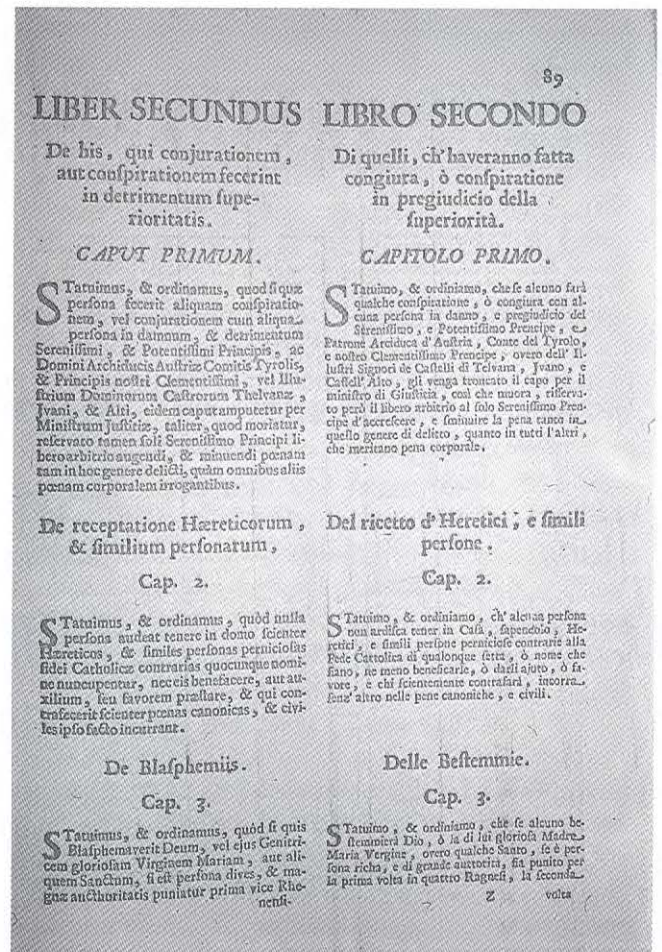 89
LIBER SECUNDUS
De his, qui conjurationem,
aut conſpirationem fecerint
in detrimentum ſupe-
rioritatis.
CAPUT PRIMUM.
STatuimus, & ordinamus, quod ſi quæ
perſona fecerit aliquam conſpiratio-
nem, vel conjurationem cum aliqua
perſona in damnum, & detrimentum
Sereniſſimi, & Potentiſſimi Principis, ac
Domini Archiducis Auſtriæ Comitis Tyrolis,
& Principis noſtri Clementiſſimi, vel Illu-
ſtrium Dominorum Caſtrorum Thelvanæ,
Jvani, & Alti, eidem caput amputetur per
Miniſtrum Juſtitiæ, taliter, quod moriatur,
reſervato tamen ſoli Sereniſſimo Principi li-
bero arbitrio augendi, & minuendi pœnam
tam in hoc genere delicti, quàm omnibus aliis
pœnam corporalem irrogantibus.
De receptatione Hæreticorum,
& ſimilium perſonarum,
Cap. 2.
STatuimus, & ordinamus, quòd nulla
perſona audeat tenere in domo ſcienter
Hæreticos, & ſimiles perſonas pernicioſas
fidei Catholicæ contrarias quocunque nomi-
ne nuncupentur, nec eis benefacere, aut au-
xilium, ſeu favorem præſtare, & qui con-
trafecerit ſcienter pœnas canonicas, & civi-
les ipſo facto incurrant.
De Blaſphemiis.
Cap. 3.
STatuimus, & ordinamus, quòd ſi quis
Blaſphemaverit Deum, vel ejus Genitri-
cem glorioſam Virginem Mariam, aut ali-
quem Sanctum, ſi eſt perſona dives, & ma-
gnæ aucthoritatis puniatur prima vice Rhe-
nenſi.
LIBRO SECONDO
Di quelli, ch' haveranno fatta
congiura, ò conſpiratione
in pregiudicio della
ſuperiorità.
CAPITOLO PRIMO.
STatuimo, & ordiniamo, che ſe alcuno farà
qualche conſpiratione, ò congiura con al-
cuna perſona in danno, e pregiudicio del
Sereniſſimo, e Potentiſſimo Prencipe, e
Patrone Arciduca d'Auſtria, Conte del Tyrolo,
e noſtro Clementiſſimo Prencipe, overo dell' Il-
luſtri Signori de Caſtelli di Telvana, Jvano, e
Caſtell' Alto, gli venga troncato il capo per il
miniſtro di Giuſtitia, coſì che muora, riſerva-
to però il libero arbitrio al ſolo Sereniſſimo Pren-
cipe d'accreſcere, e ſminuire la pena tanto in
queſto genere di delitto, quanto in tutti l'altri,
che meritano pena corporale.
Del ricetto d' Heretici, e ſimili
perſone.
Cap. 2.
STatuimo, & ordiniamo, ch' alcuna perſona
non ardiſca tener in Caſa, ſapendolo, He-
retici, e ſimili perſone pernicioſe contrarie alla
Fede Cattolica di qualonque ſetta, ò nome che
ſiano, ne meno beneficarle, ò darli ajuto, ò fa-
vore, e chi ſcientemente contrafarà, incorra
ſenz' altro nelle pene canoniche, e civili.
Delle Beſtemmie.
Cap. 3.
STatuimo, & ordiniamo, che ſe alcuno be-
ſtemmierà Dio, ò la di lui glorioſa Madre
Maria Vergine, overo qualche Santo, ſe è per-
ſona richa, e di grande auttorità, ſia punito per
la prima volta in quattro Ragneſi, la ſeconda
Z volta